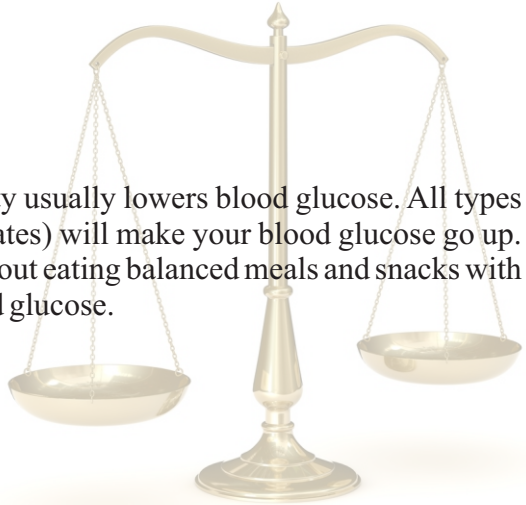 ty usually lowers blood glucose. All types
ates) will make your blood glucose go up.
out eating balanced meals and snacks with
d glucose.